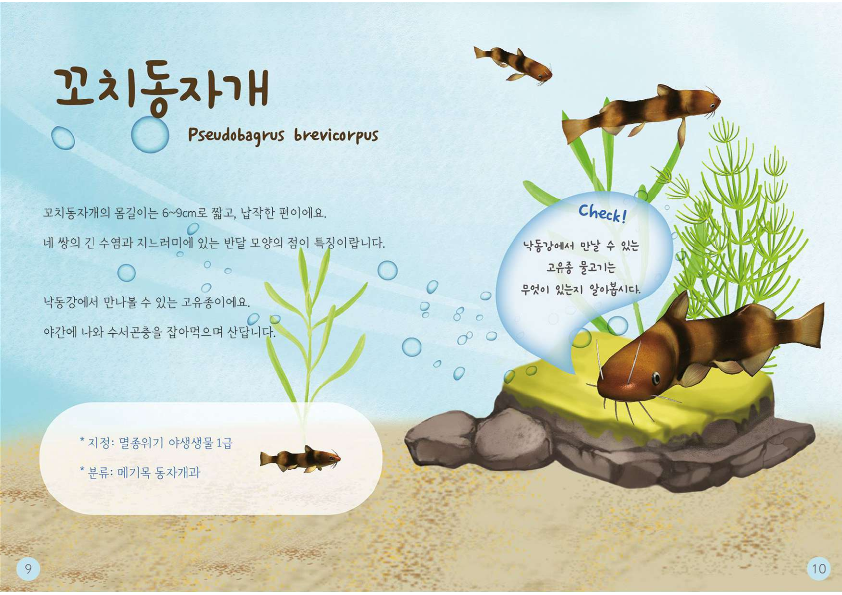 꼬치동자개
Pseudobagrus brevicorpus
꼬치동자개의 몸길이는 6~9cm로 짧고, 납작한 편이에요.
네 쌍의 긴 수염과 지느러미에 있는 반달 모양의 점이 특징이랍니다.
낙동강에서 만나볼 수 있는 고유종이에요.
야간에 나와 수서곤충을 잡아먹으며 산답니다.
* 지정: 멸종위기 야생생물 1급
* 분류: 메기목 동자개과
Check!
낙동강에서 만날 수 있는
고유종 물고기는
무엇이 있는지 알아봅시다.
9
10